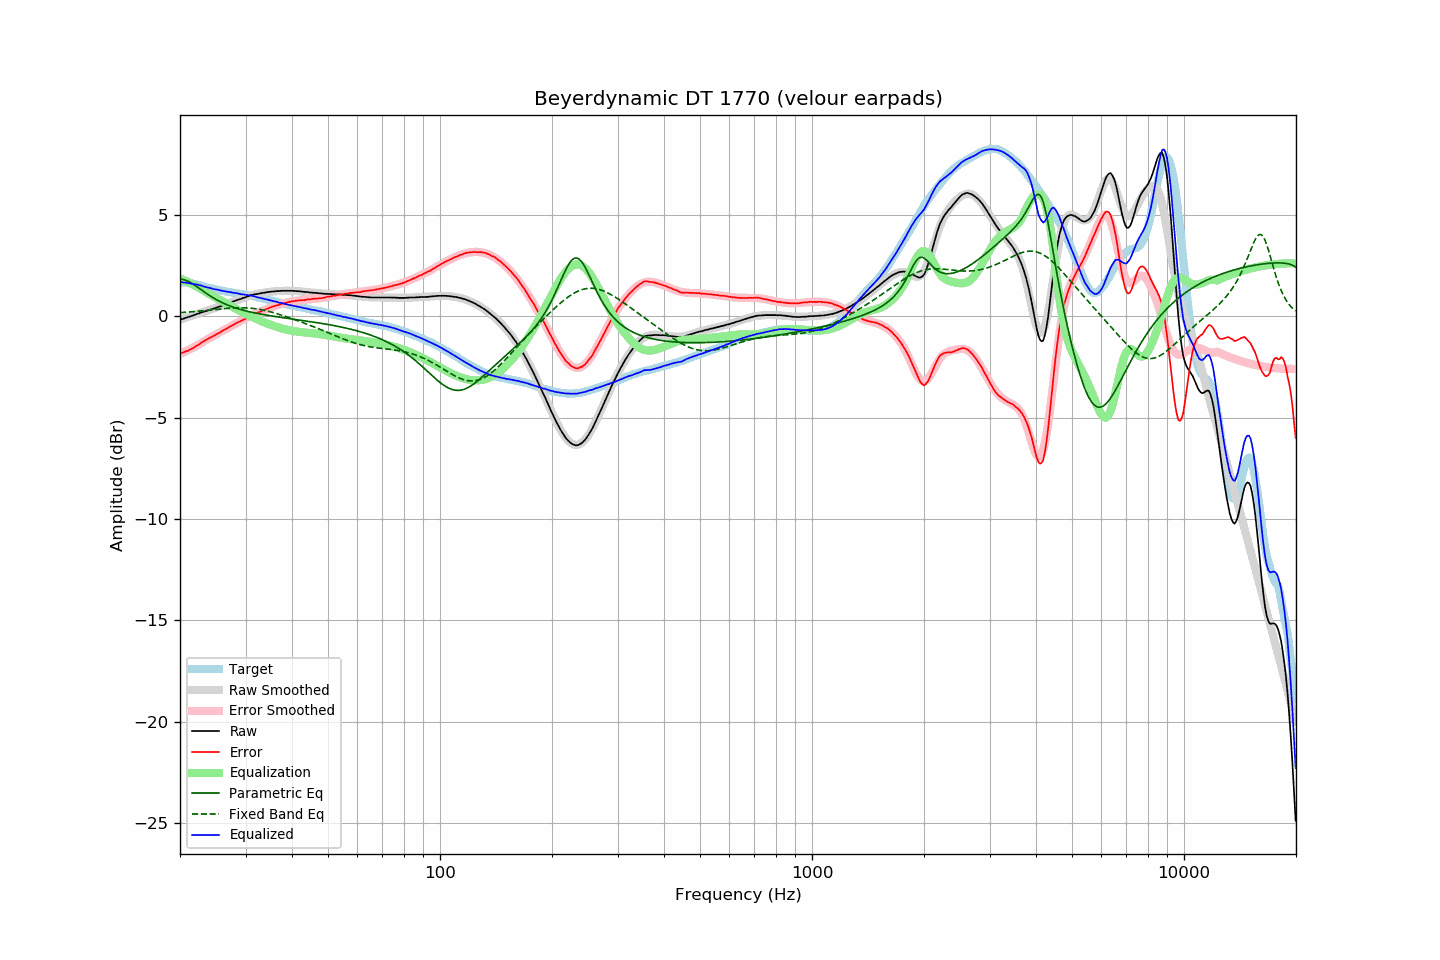 Beyerdynamic DT 1770 (velour earpads)
5
0
−5
−10
−15
−20
−25
Amplitude (dBr)
Target
Raw Smoothed
Error Smoothed
Raw
Error
Equalization
Parametric Eq
Fixed Band Eq
Equalized
100
1000
10000
Frequency (Hz)